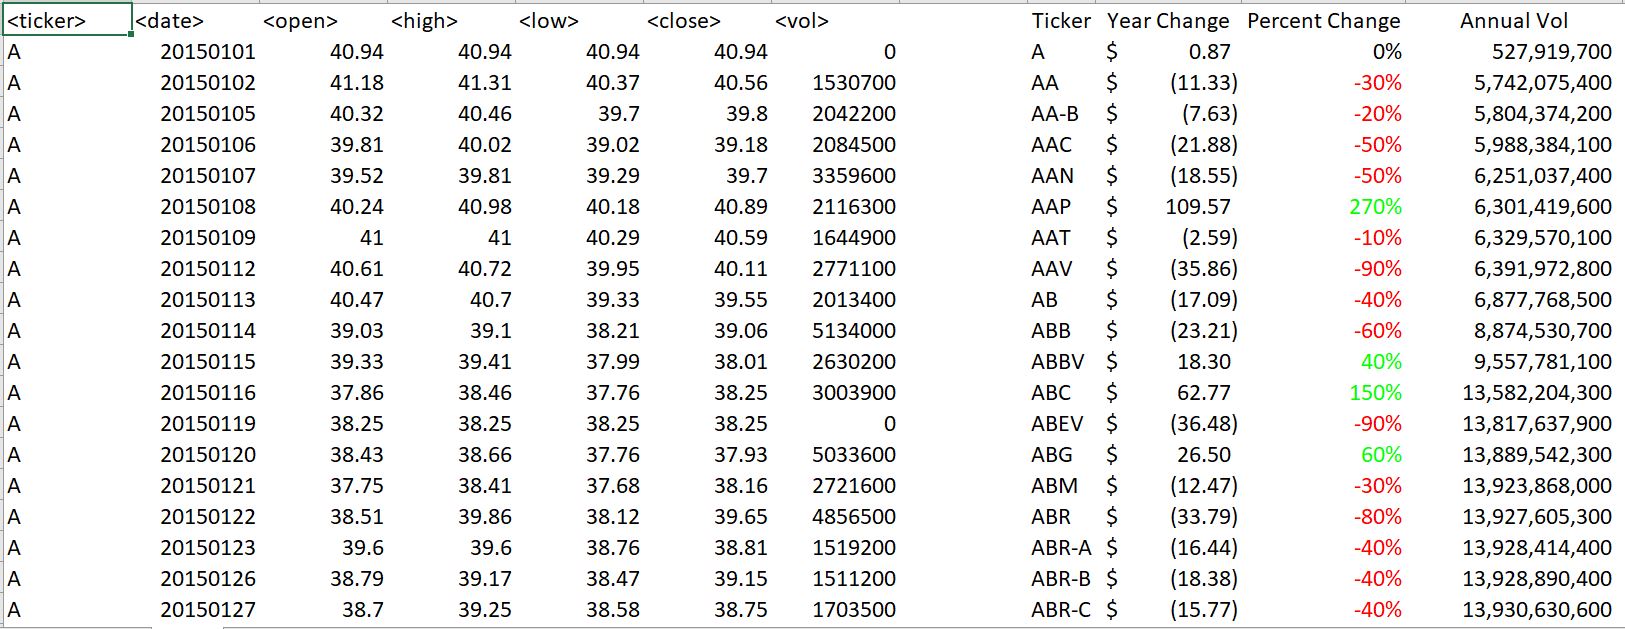 <ticker> <date> <open> <high> <low> <close> <vol> Ticker Year Change Percent Change Annual Vol
A 20150101 40.94 40.94 40.94 40.94 0 A $ 0.87 0% 527,919,700
A 20150102 41.18 41.31 40.37 40.56 1530700 AA $ (11.33) -30% 5,742,075,400
A 20150105 40.32 40.46 39.7 39.8 2042200 AA-B $ (7.63) -20% 5,804,374,200
A 20150106 39.81 40.02 39.02 39.18 2084500 AAC $ (21.88) -50% 5,988,384,100
A 20150107 39.52 39.81 39.29 39.7 3359600 AAN $ (18.55) -50% 6,251,037,400
A 20150108 40.24 40.98 40.18 40.89 2116300 AAP $ 109.57 270% 6,301,419,600
A 20150109 41 41 40.29 40.59 1644900 AAT $ (2.59) -10% 6,329,570,100
A 20150112 40.61 40.72 39.95 40.11 2771100 AAV $ (35.86) -90% 6,391,972,800
A 20150113 40.47 40.7 39.33 39.55 2013400 AB $ (17.09) -40% 6,877,768,500
A 20150114 39.03 39.1 38.21 39.06 5134000 ABB $ (23.21) -60% 8,874,530,700
A 20150115 39.33 39.41 37.99 38.01 2630200 ABBV $ 18.30 40% 9,557,781,100
A 20150116 37.86 38.46 37.76 38.25 3003900 ABC $ 62.77 150% 13,582,204,300
A 20150119 38.25 38.25 38.25 38.25 0 ABEV $ (36.48) -90% 13,817,637,900
A 20150120 38.43 38.66 37.76 37.93 5033600 ABG $ 26.50 60% 13,889,542,300
A 20150121 37.75 38.41 37.68 38.16 2721600 ABM $ (12.47) -30% 13,923,868,000
A 20150122 38.51 39.86 38.12 39.65 4856500 ABR $ (33.79) -80% 13,927,605,300
A 20150123 39.6 39.6 38.76 38.81 1519200 ABR-A $ (16.44) -40% 13,928,414,400
A 20150126 38.79 39.17 38.47 39.15 1511200 ABR-B $ (18.38) -40% 13,928,890,400
A 20150127 38.7 39.25 38.58 38.75 1703500 ABR-C $ (15.77) -40% 13,930,630,600